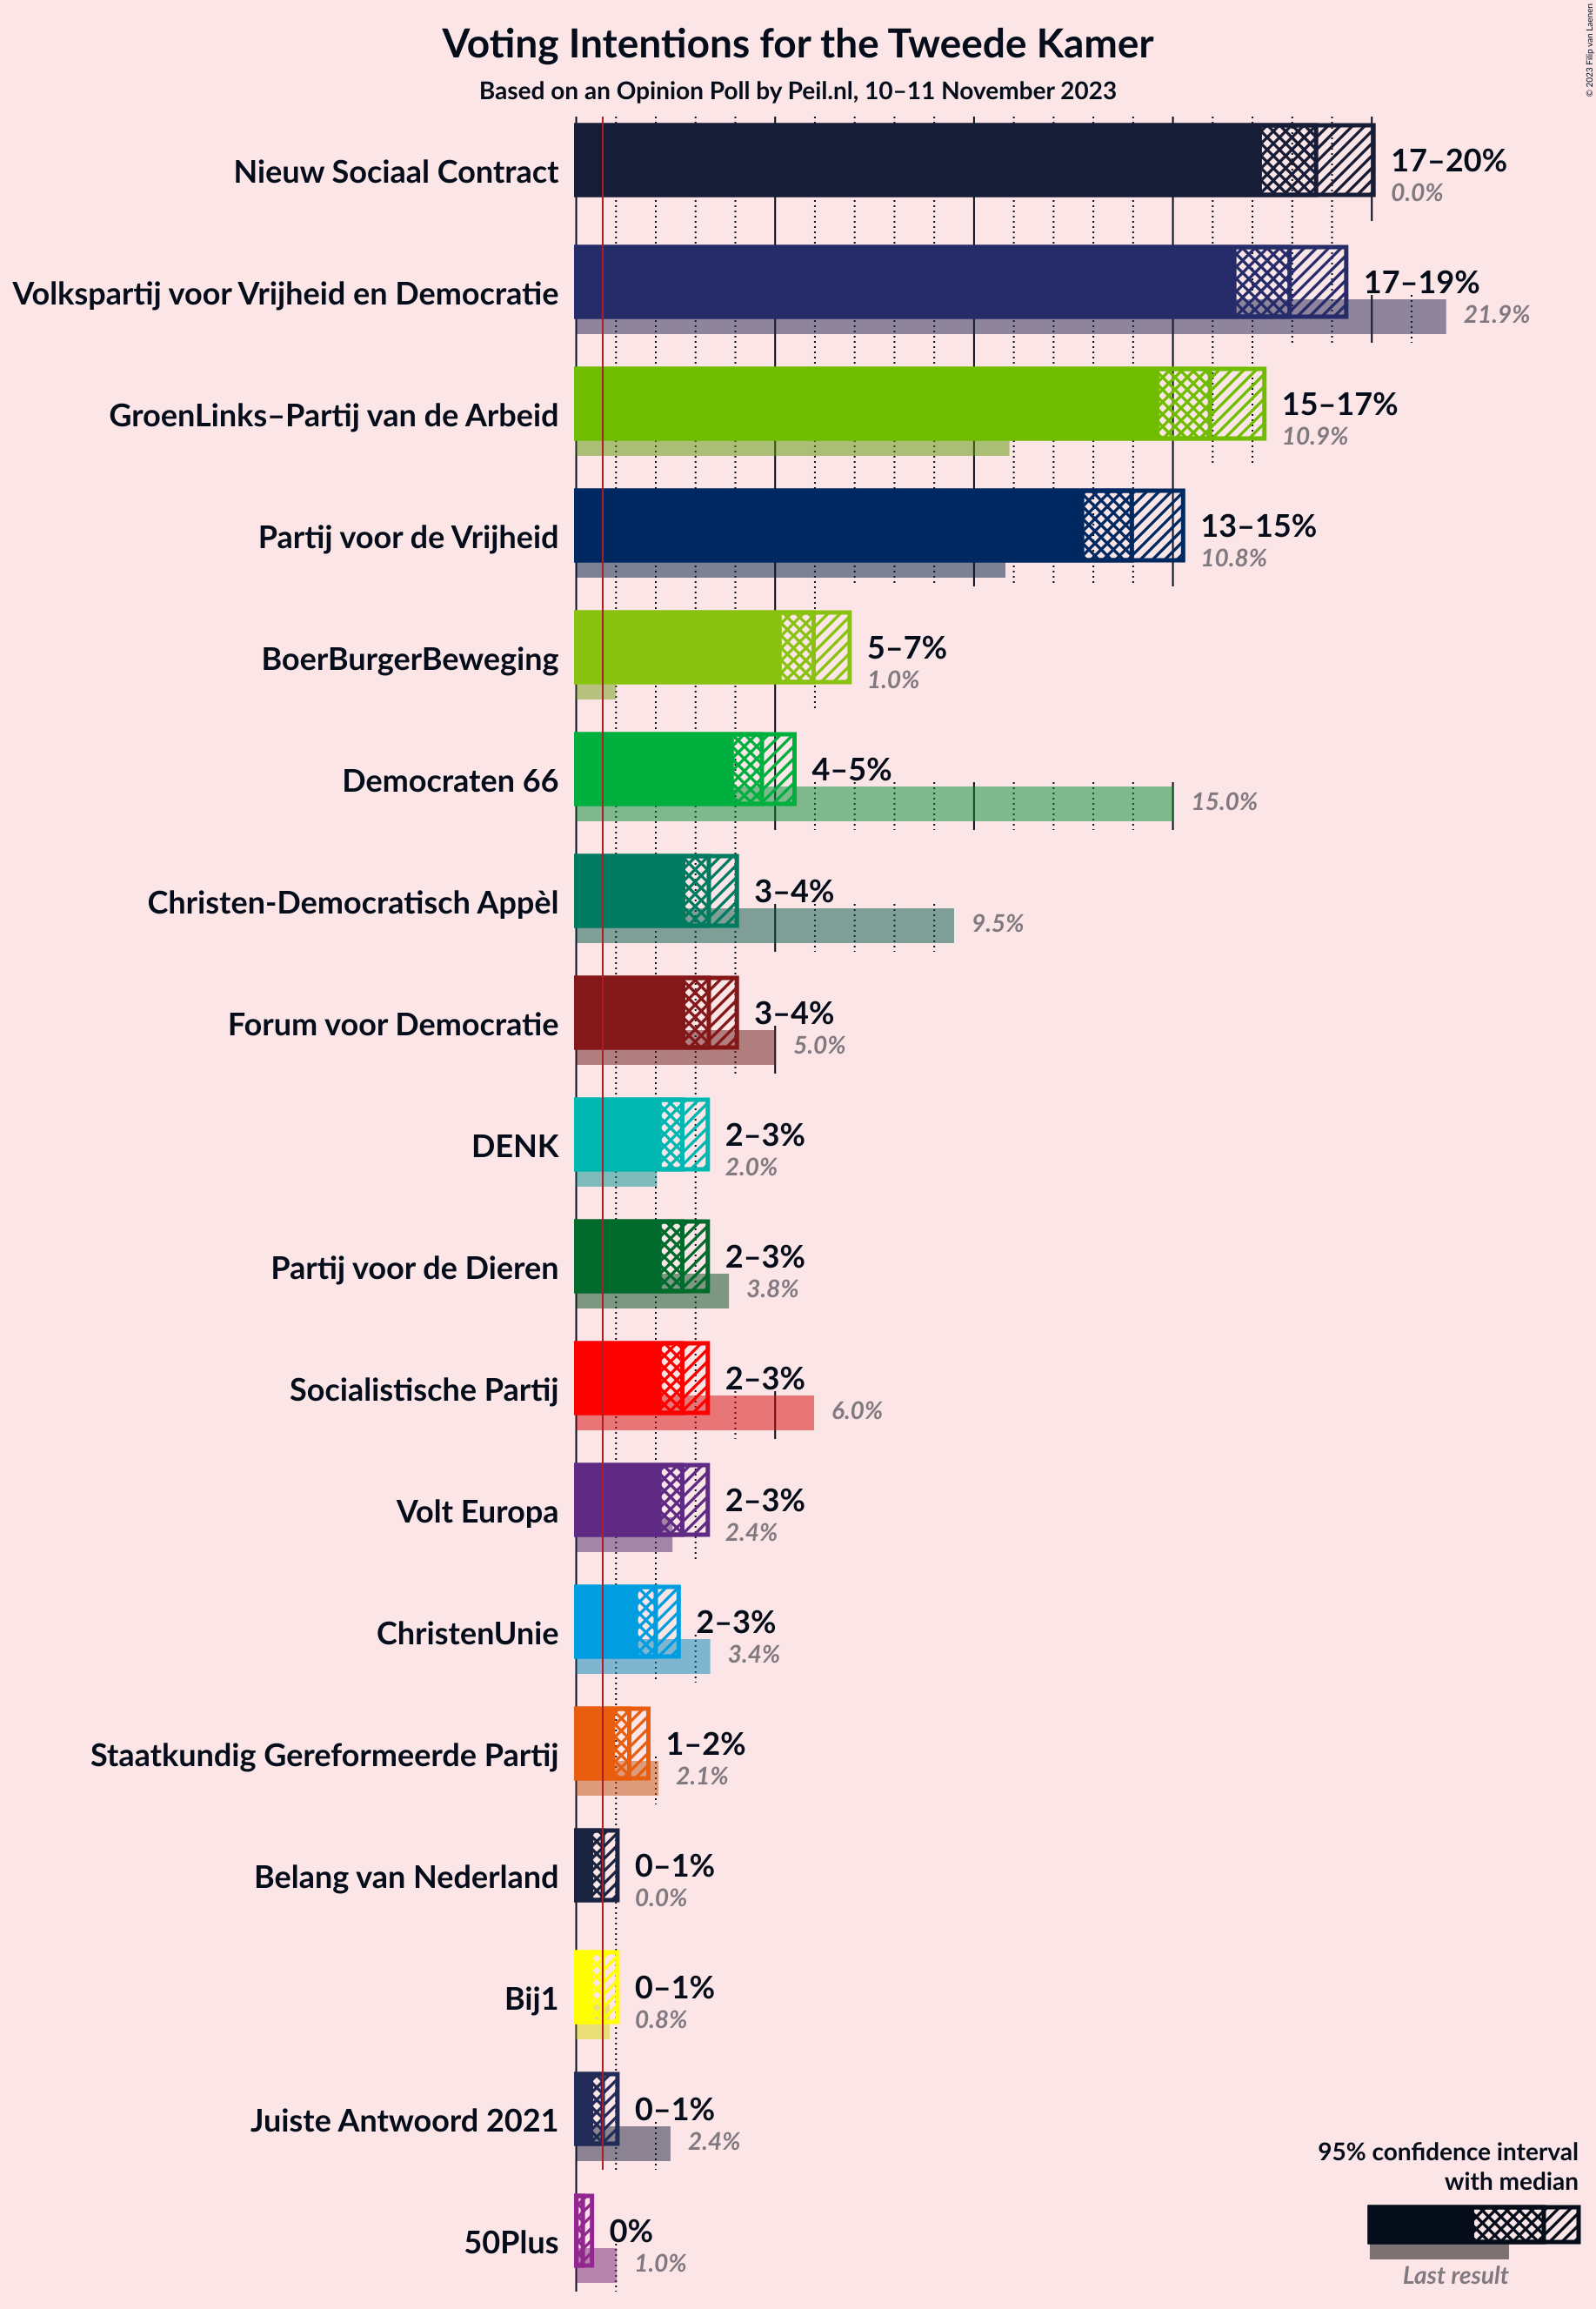 Voting Intentions for the Tweede Kamer
Based on an Opinion Poll by Peil.nl, 10–11 November 2023
© 2023 Filip van Laenen
Nieuw Sociaal Contract
17–20%
0.0%
Volkspartij voor Vrijheid en Democratie
17–19%
21.9%
GroenLinks–Partij van de Arbeid
15–17%
10.9%
Partij voor de Vrijheid
13–15%
10.8%
BoerBurgerBeweging
5–7%
1.0%
Democraten 66
4–5%
15.0%
Christen-Democratisch Appèl
3–4%
9.5%
Forum voor Democratie
3–4%
5.0%
DENK
2–3%
2.0%
Partij voor de Dieren
2–3%
3.8%
Socialistische Partij
2–3%
6.0%
Volt Europa
2–3%
2.4%
ChristenUnie
2–3%
3.4%
Staatkundig Gereformeerde Partij
1–2%
2.1%
Belang van Nederland
0–1%
0.0%
Bij1
0–1%
0.8%
Juiste Antwoord 2021
0–1%
2.4%
50Plus
0%
1.0%
95% confidence interval
with median
Last result